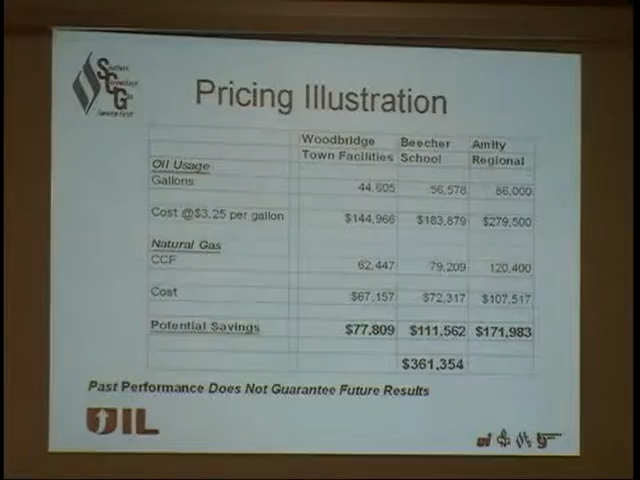 Southern
Connecticut
Gas
Pricing Illustration
Woodbridge Beecher Amity
Town Facilities School Regional
Oil Usage
Gallons 44,605 56,578 86,000
Cost @$3.25 per gallon $144,966 $183,879 $279,500
Natural Gas
CCF 62,447 79,209 120,400
Cost $67,157 $72,317 $107,517
Potential Savings $77,809 $111,562 $171,983
$361,354
Past Performance Does Not Guarantee Future Results
UIL